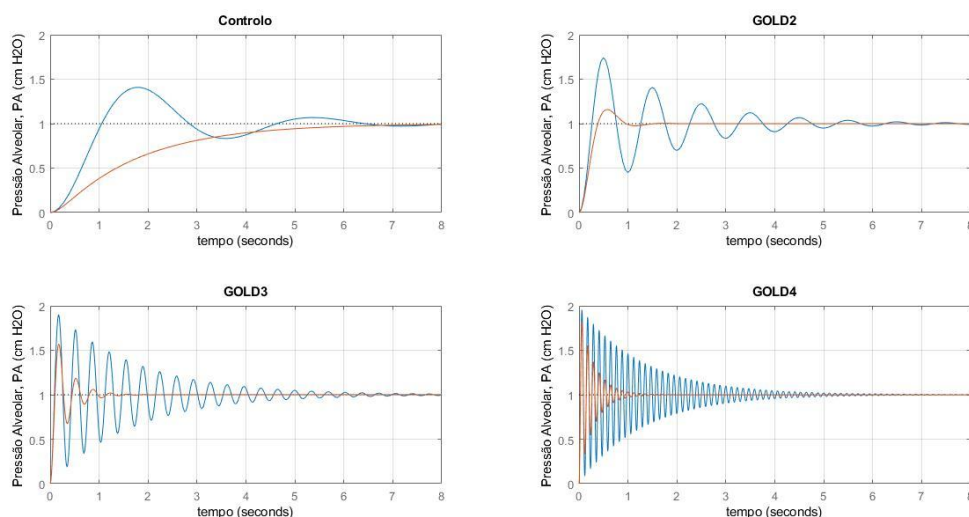 Controlo
Pressão Alveolar, PA (cm H2O)
2
1.5
1
0.5
0
0 1 2 3 4 5 6 7 8
tempo (seconds)
GOLD2
Pressão Alveolar, PA (cm H2O)
2
1.5
1
0.5
0
0 1 2 3 4 5 6 7 8
tempo (seconds)
GOLD3
Pressão Alveolar, PA (cm H2O)
2
1.5
1
0.5
0
0 1 2 3 4 5 6 7 8
tempo (seconds)
GOLD4
Pressão Alveolar, PA (cm H2O)
2
1.5
1
0.5
0
0 1 2 3 4 5 6 7 8
tempo (seconds)